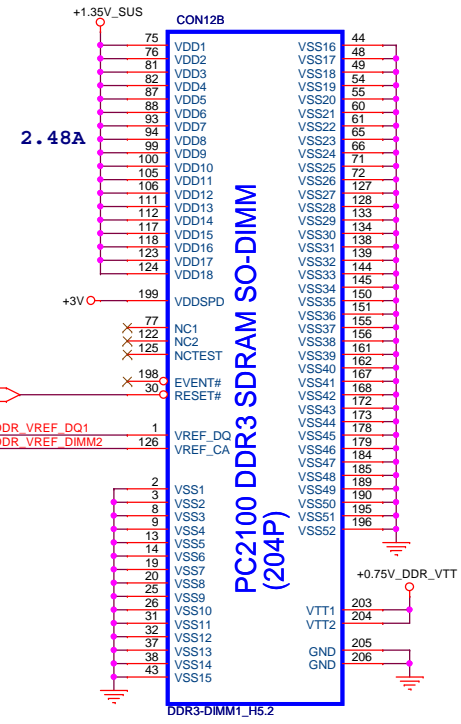 +1.35V_SUS
CON12B
2.48A
75 VDD1
76 VDD2
81 VDD3
82 VDD4
87 VDD5
88 VDD6
93 VDD7
94 VDD8
99 VDD9
100 VDD10
105 VDD11
106 VDD12
111 VDD13
112 VDD14
117 VDD15
118 VDD16
123 VDD17
124 VDD18
+3V 199 VDDSPD
77 NC1
122 NC2
125 NCTEST
198 EVENT#
30 RESET#
DDR_VREF_DQ1 1 VREF_DQ
DDR_VREF_DIMM2 126 VREF_CA
2 VSS1
3 VSS2
8 VSS3
9 VSS4
13 VSS5
14 VSS6
19 VSS7
20 VSS8
25 VSS9
26 VSS10
31 VSS11
32 VSS12
37 VSS13
38 VSS14
43 VSS15
PC2100 DDR3 SDRAM SO-DIMM
(204P)
VSS16 44
VSS17 48
VSS18 49
VSS19 54
VSS20 55
VSS21 60
VSS22 61
VSS23 65
VSS24 66
VSS25 71
VSS26 72
VSS27 127
VSS28 128
VSS29 133
VSS30 134
VSS31 138
VSS32 139
VSS33 144
VSS34 145
VSS35 150
VSS36 151
VSS37 155
VSS38 156
VSS39 161
VSS40 162
VSS41 167
VSS42 168
VSS43 172
VSS44 173
VSS45 178
VSS46 179
VSS47 184
VSS48 185
VSS49 189
VSS50 190
VSS51 195
VSS52 196
+0.75V_DDR_VTT
VTT1 203
VTT2 204
GND 205
GND 206
DDR3-DIMM1_H5.2